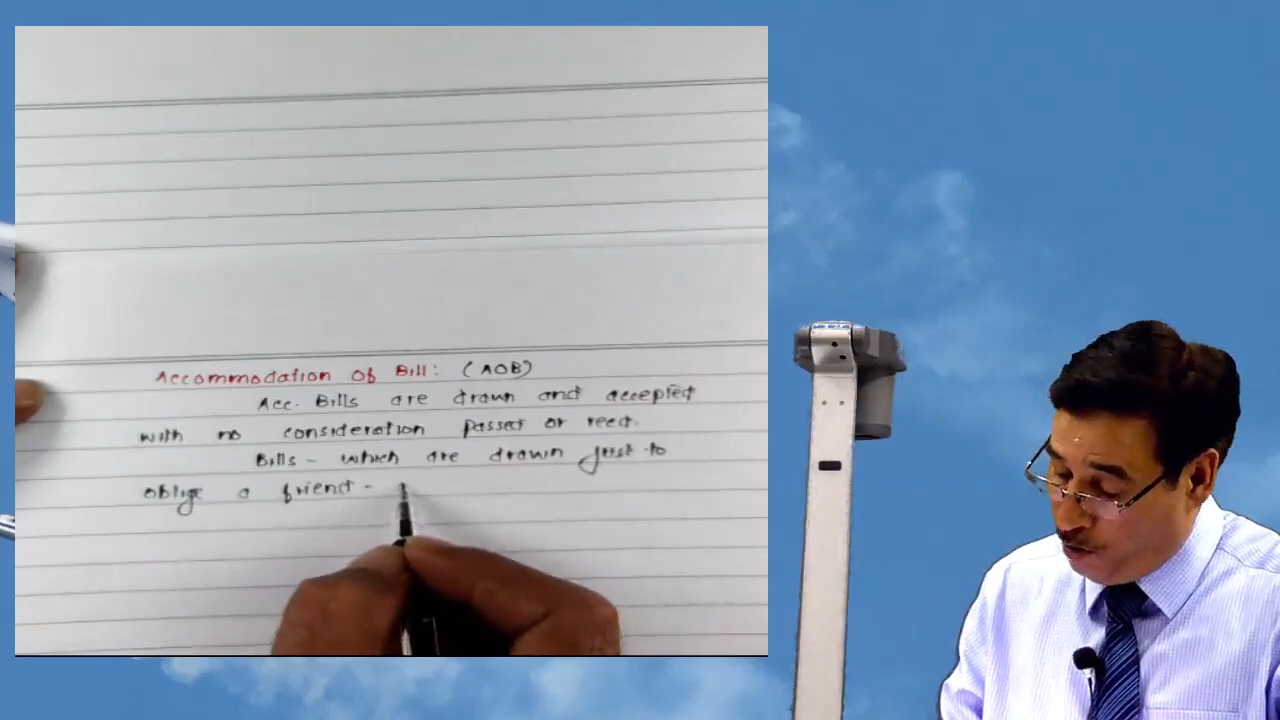 Accommodation Of Bill: (AOB)
Acc. Bills are drawn and accepted
with no consideration passed or recd.
Bills - which are drawn just to
oblige a friend -